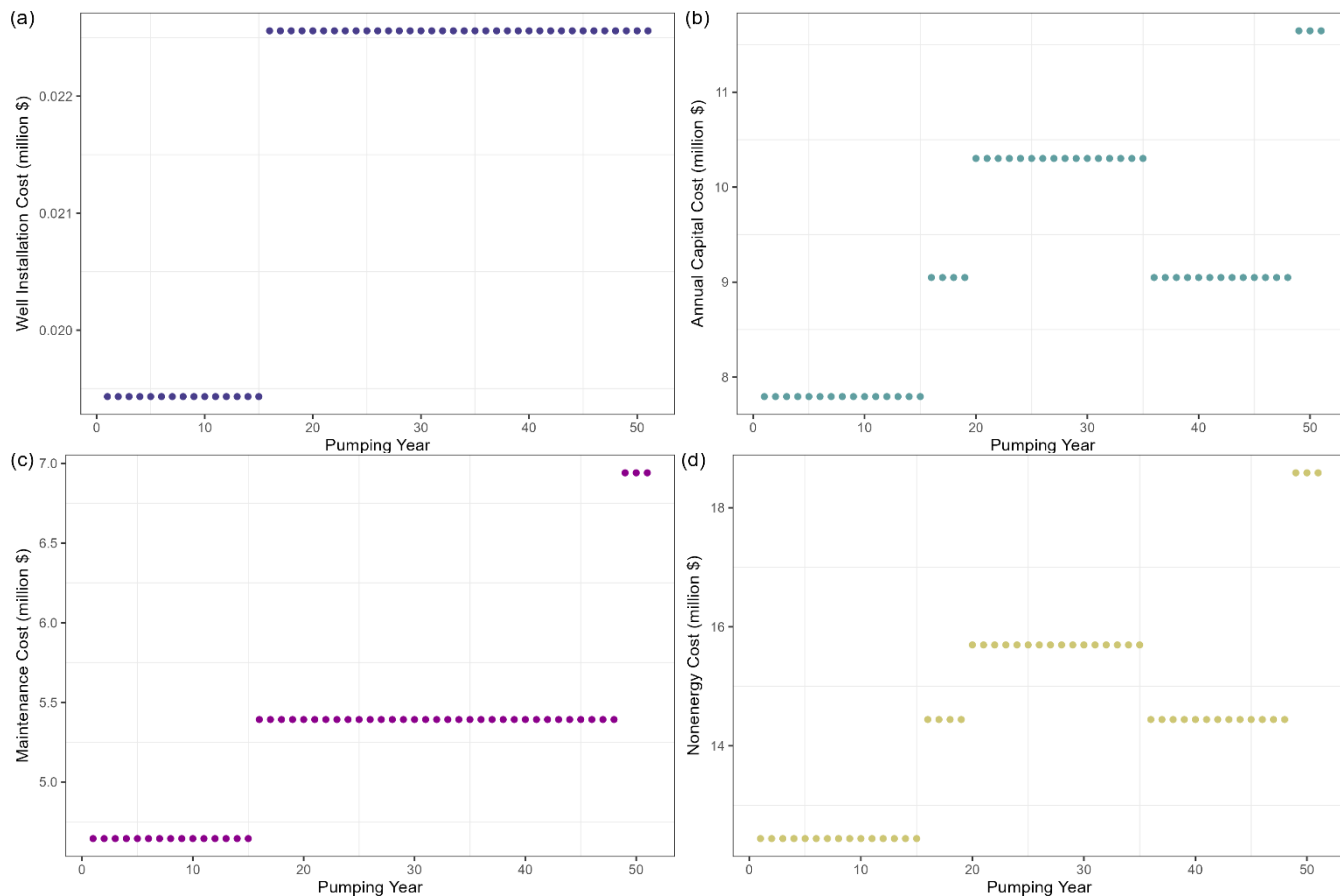 (a)
Well Installation Cost (million $)
0.022
0.021
0.020
0 10 20 30 40 50
Pumping Year
(b)
Annual Capital Cost (million $)
11
10
9
8
0 10 20 30 40 50
Pumping Year
(c)
Maintenance Cost (million $)
7.0
6.5
6.0
5.5
5.0
0 10 20 30 40 50
Pumping Year
(d)
Nonenergy Cost (million $)
18
16
14
0 10 20 30 40 50
Pumping Year